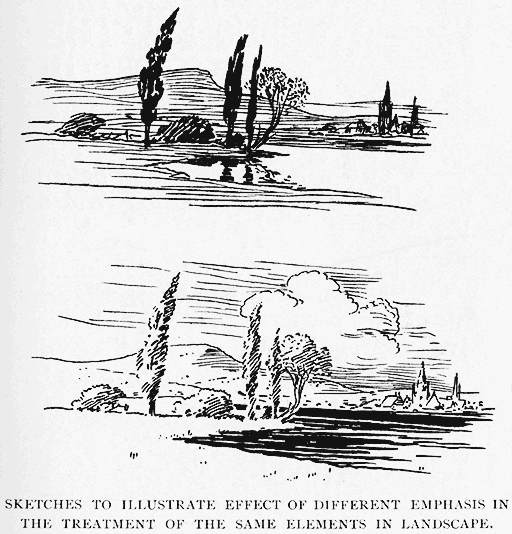 SKETCHES TO ILLUSTRATE EFFECT OF DIFFERENT EMPHASIS IN
THE TREATMENT OF THE SAME ELEMENTS IN LANDSCAPE.